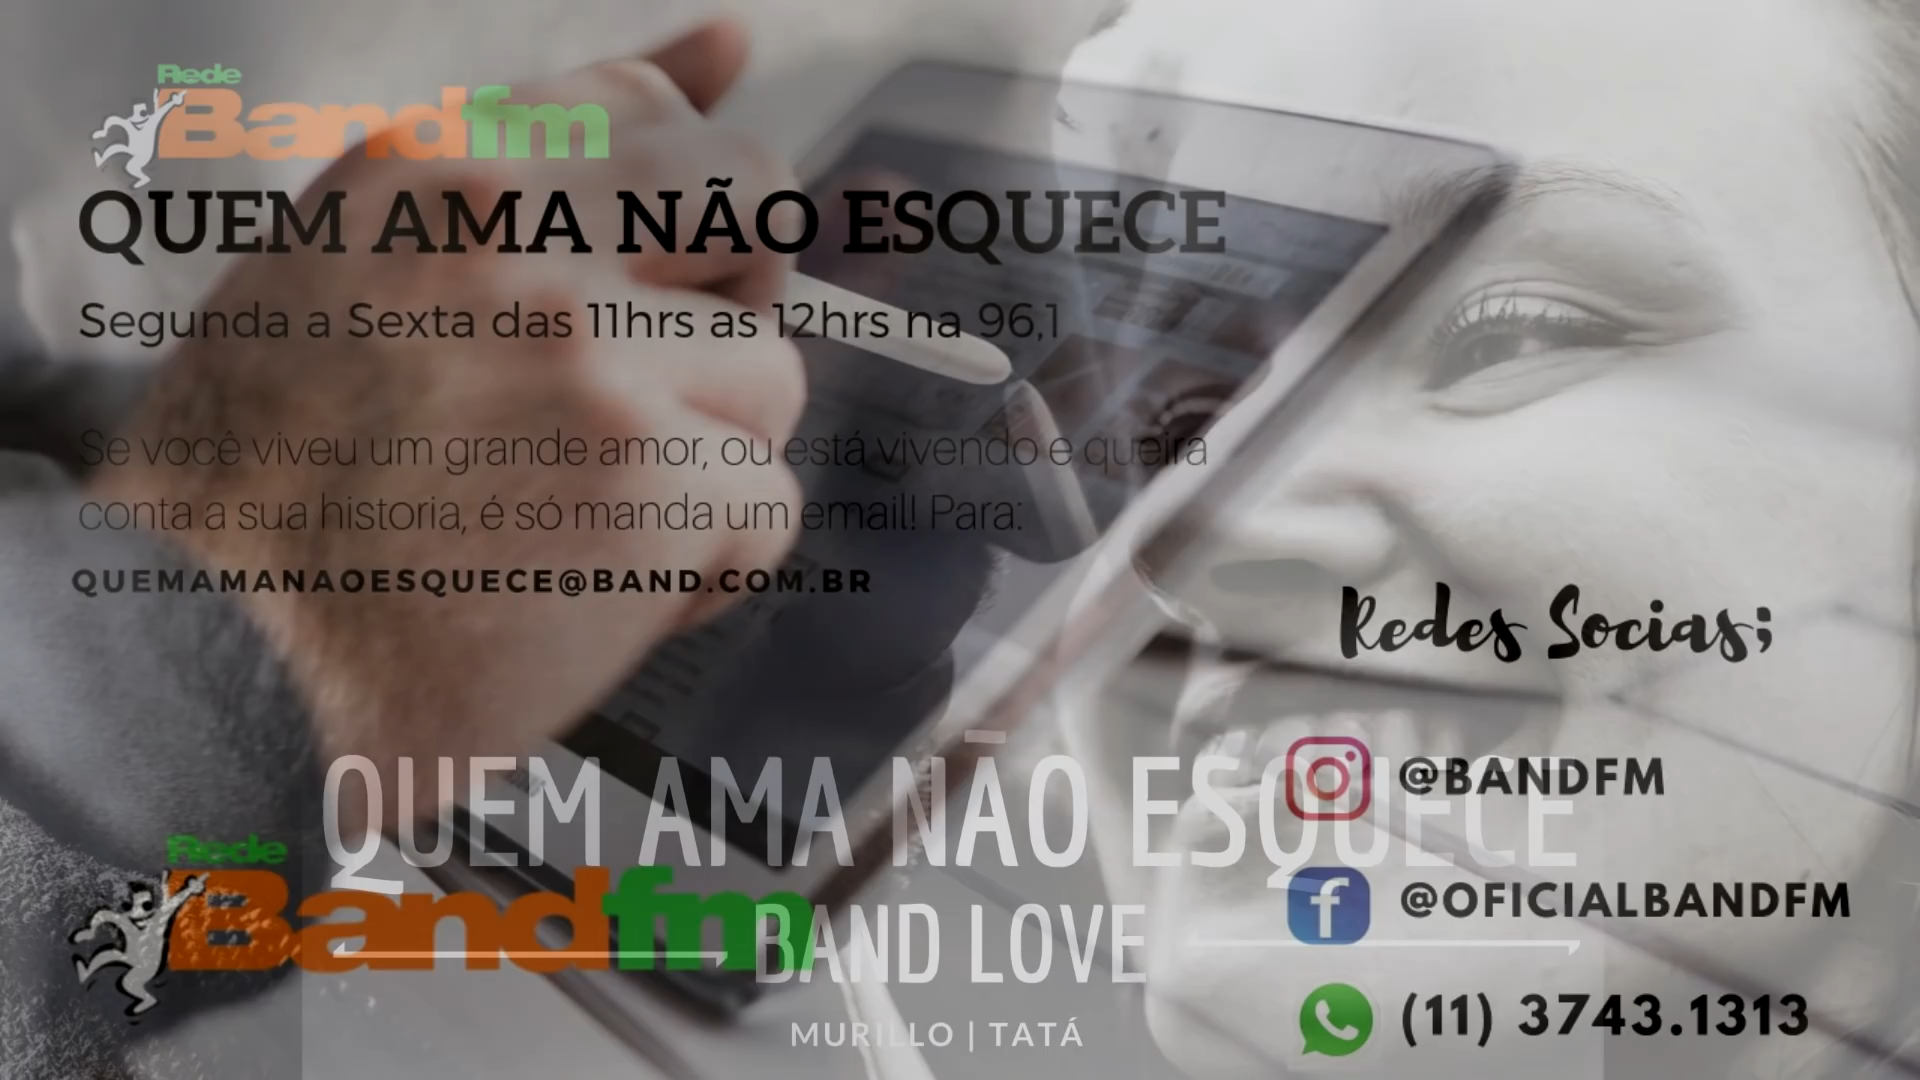 Rede
Bandfm
QUEM AMA NÃO ESQUECE
Segunda a Sexta das 11hrs as 12hrs na 96,1
Se você viveu um grande amor, ou está vivendo e queira
conta a sua historia, é só manda um email! Para:
QUEMAMANAOESQUECE@BAND.COM.BR
Redes Socias;
@BANDFM
@OFICIALBANDFM
(11) 3743.1313
QUEM AMA NÃO ESQUECE
Rede
Bandfm
BAND LOVE
MURILLO | TATÁ